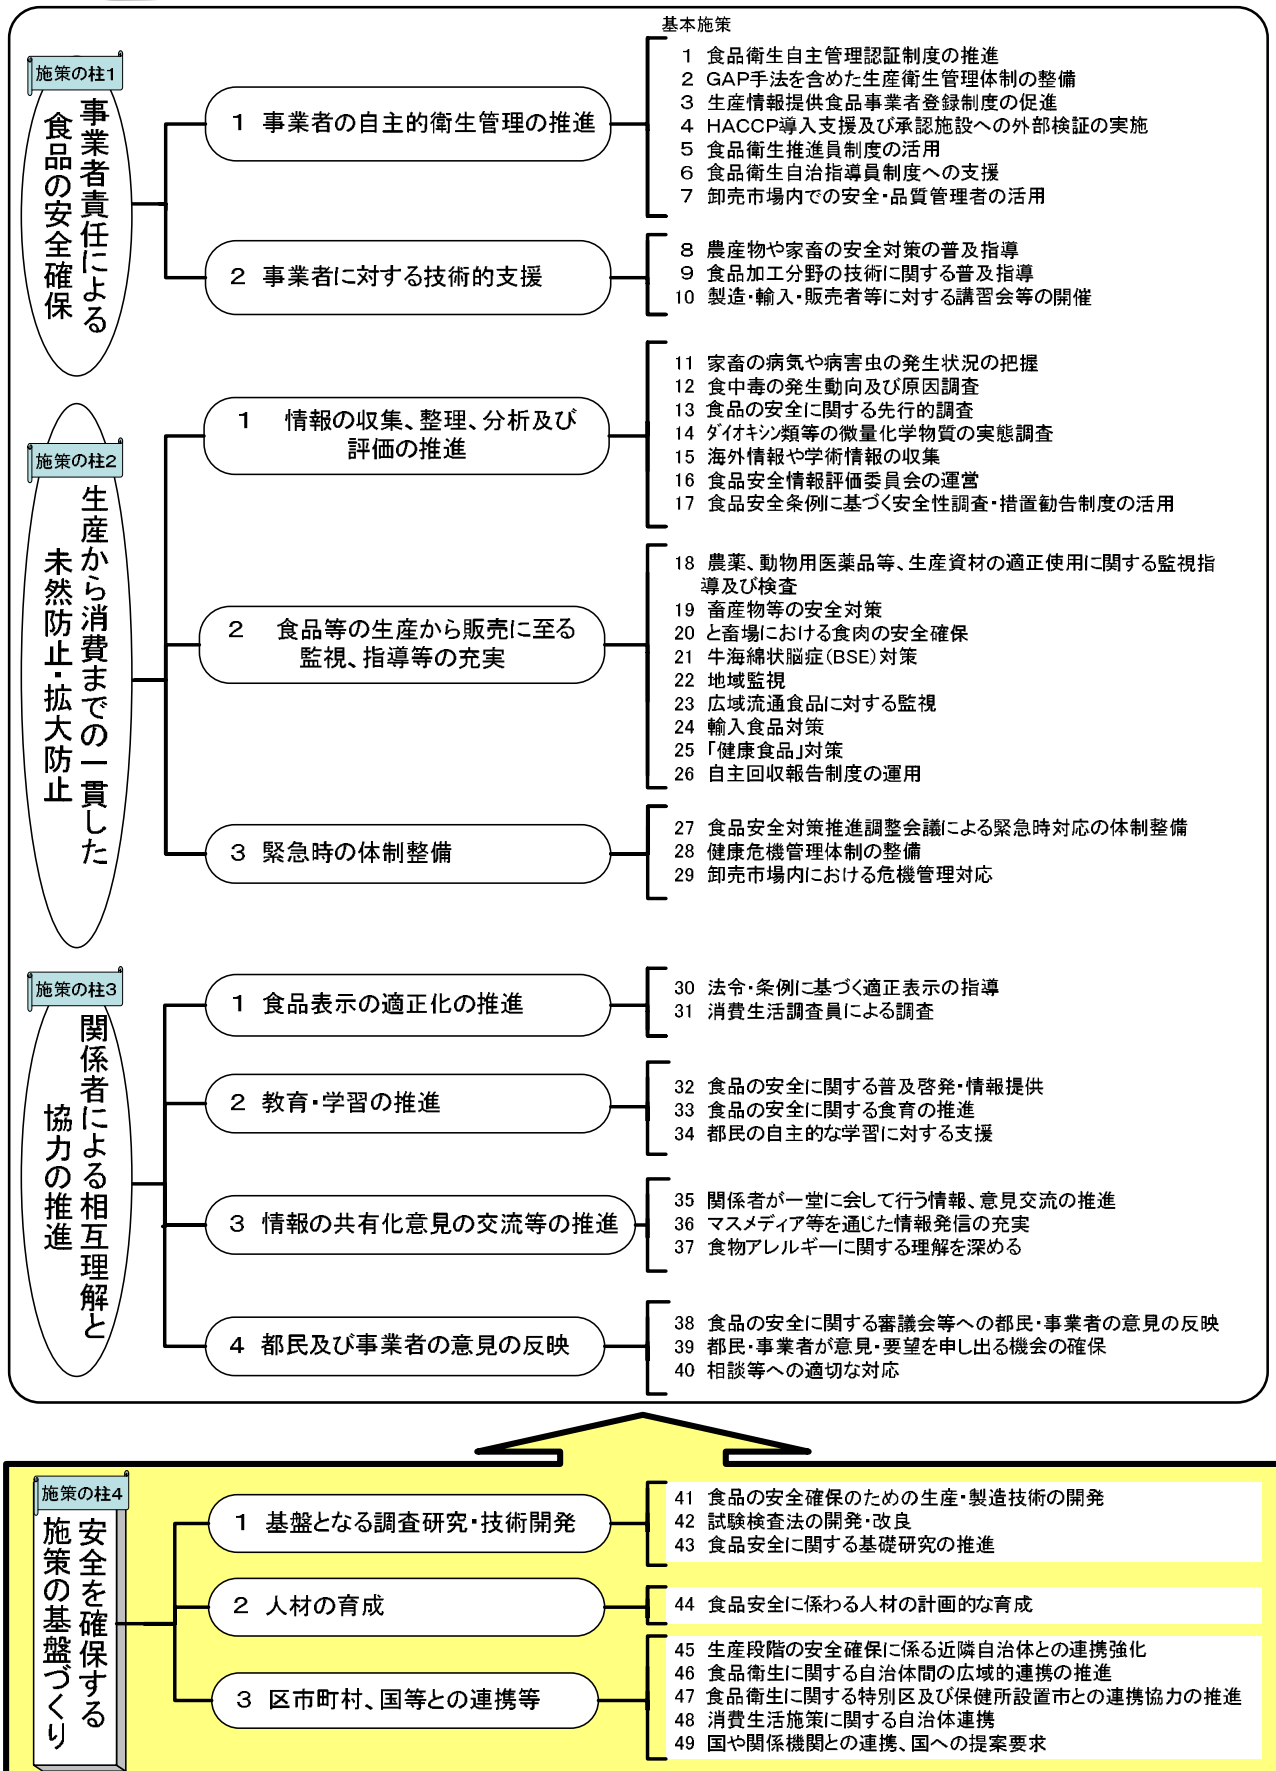 基本施策
施策の柱1
事業者責任による
食品の安全確保
1 事業者の自主的衛生管理の推進
1 食品衛生自主管理認証制度の推進
2 GAP手法を含めた生産衛生管理体制の整備
3 生産情報提供食品事業者登録制度の促進
4 HACCP導入支援及び承認施設への外部検証の実施
5 食品衛生推進員制度の活用
6 食品衛生自治指導員制度への支援
7 卸売市場内での安全・品質管理者の活用
2 事業者に対する技術的支援
8 農産物や家畜の安全対策の普及指導
9 食品加工分野の技術に関する普及指導
10 製造・輸入・販売者等に対する講習会等の開催
施策の柱2
生産から消費までの一貫した
未然防止・拡大防止
1 情報の収集、整理、分析及び
評価の推進
11 家畜の病気や病害虫の発生状況の把握
12 食中毒の発生動向及び原因調査
13 食品の安全に関する先行的調査
14 ダイオキシン類等の微量化学物質の実態調査
15 海外情報や学術情報の収集
16 食品安全情報評価委員会の運営
17 食品安全条例に基づく安全性調査・措置勧告制度の活用
2 食品等の生産から販売に至る
監視、指導等の充実
18 農薬、動物用医薬品等、生産資材の適正使用に関する監視指
導及び検査
19 畜産物等の安全対策
20 と畜場における食肉の安全確保
21 牛海綿状脳症(BSE)対策
22 地域監視
23 広域流通食品に対する監視
24 輸入食品対策
25 「健康食品」対策
26 自主回収報告制度の運用
3 緊急時の体制整備
27 食品安全対策推進調整会議による緊急時対応の体制整備
28 健康危機管理体制の整備
29 卸売市場内における危機管理対応
施策の柱3
関係者による相互理解と
協力の推進
1 食品表示の適正化の推進
30 法令・条例に基づく適正表示の指導
31 消費生活調査員による調査
2 教育・学習の推進
32 食品の安全に関する普及啓発・情報提供
33 食品の安全に関する食育の推進
34 都民の自主的な学習に対する支援
3 情報の共有化意見の交流等の推進
35 関係者が一堂に会して行う情報、意見交流の推進
36 マスメディア等を通じた情報発信の充実
37 食物アレルギーに関する理解を深める
4 都民及び事業者の意見の反映
38 食品の安全に関する審議会等への都民・事業者の意見の反映
39 都民・事業者が意見・要望を申し出る機会の確保
40 相談等への適切な対応
施策の柱4
安全を確保する
施策の基盤づくり
1 基盤となる調査研究・技術開発
41 食品の安全確保のための生産・製造技術の開発
42 試験検査法の開発・改良
43 食品安全に関する基礎研究の推進
2 人材の育成
44 食品安全に係わる人材の計画的な育成
3 区市町村、国等との連携等
45 生産段階の安全確保に係る近隣自治体との連携強化
46 食品衛生に関する自治体間の広域的連携の推進
47 食品衛生に関する特別区及び保健所設置市との連携協力の推進
48 消費生活施策に関する自治体連携
49 国や関係機関との連携、国への提案要求